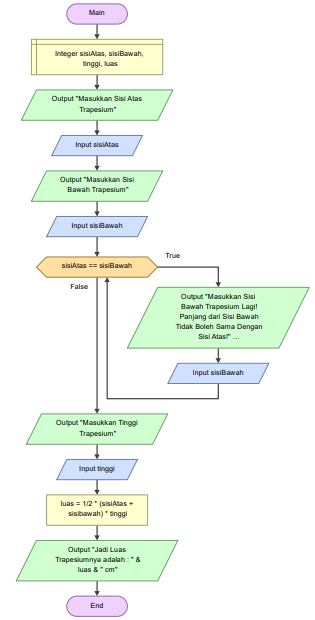 Main
Integer sisiAtas, sisiBawah,
tinggi, luas
Output "Masukkan Sisi Atas
Trapesium"
Input sisiAtas
Output "Masukkan Sisi
Bawah Trapesium"
Input sisiBawah
sisiAtas == sisiBawah
True
False
Output "Masukkan Sisi
Bawah Trapesium Lagi!
Panjang dari Sisi Bawah
Tidak Boleh Sama Dengan
Sisi Atas!" ...
Input sisiBawah
Output "Masukkan Tinggi
Trapesium"
Input tinggi
luas = 1/2 * (sisiAtas +
sisibawah) * tinggi
Output "Jadi Luas
Trapesiumnya adalah : " &
luas & " cm"
End